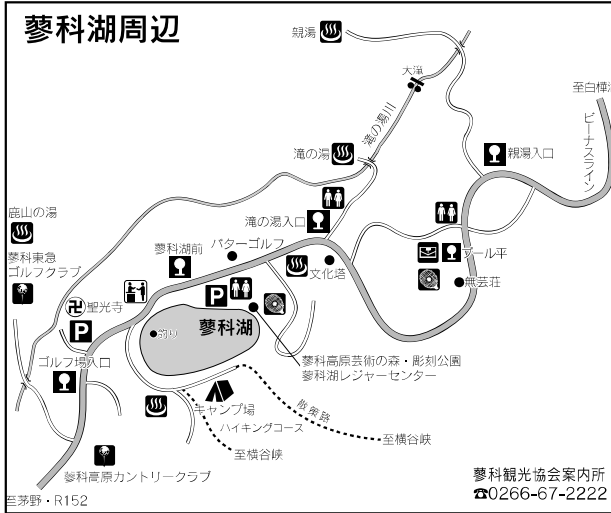 蓼科湖周辺
親湯
大滝
至白樺湖
ビーナスライン
滝の湯川
滝の湯
親湯入口
鹿山の湯
滝の湯入口
蓼科東急
ゴルフクラブ
蓼科湖前
パターゴルフ
プール平
文化塔
無芸荘
卍
聖光寺
P
P
釣り
蓼科湖
ゴルフ場入口
蓼科高原芸術の森・彫刻公園
蓼科湖レジャーセンター
キャンプ場
散策路
ハイキングコース
至横谷峡
至横谷峡
蓼科高原カントリークラブ
至茅野・R152
蓼科観光協会案内所
☎0266-67-2222